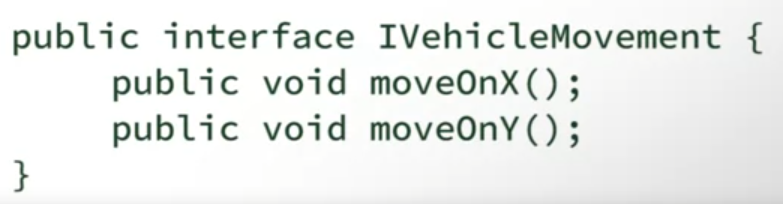 public interface IVehicleMovement {
public void moveOnX();
public void moveOnY();
}